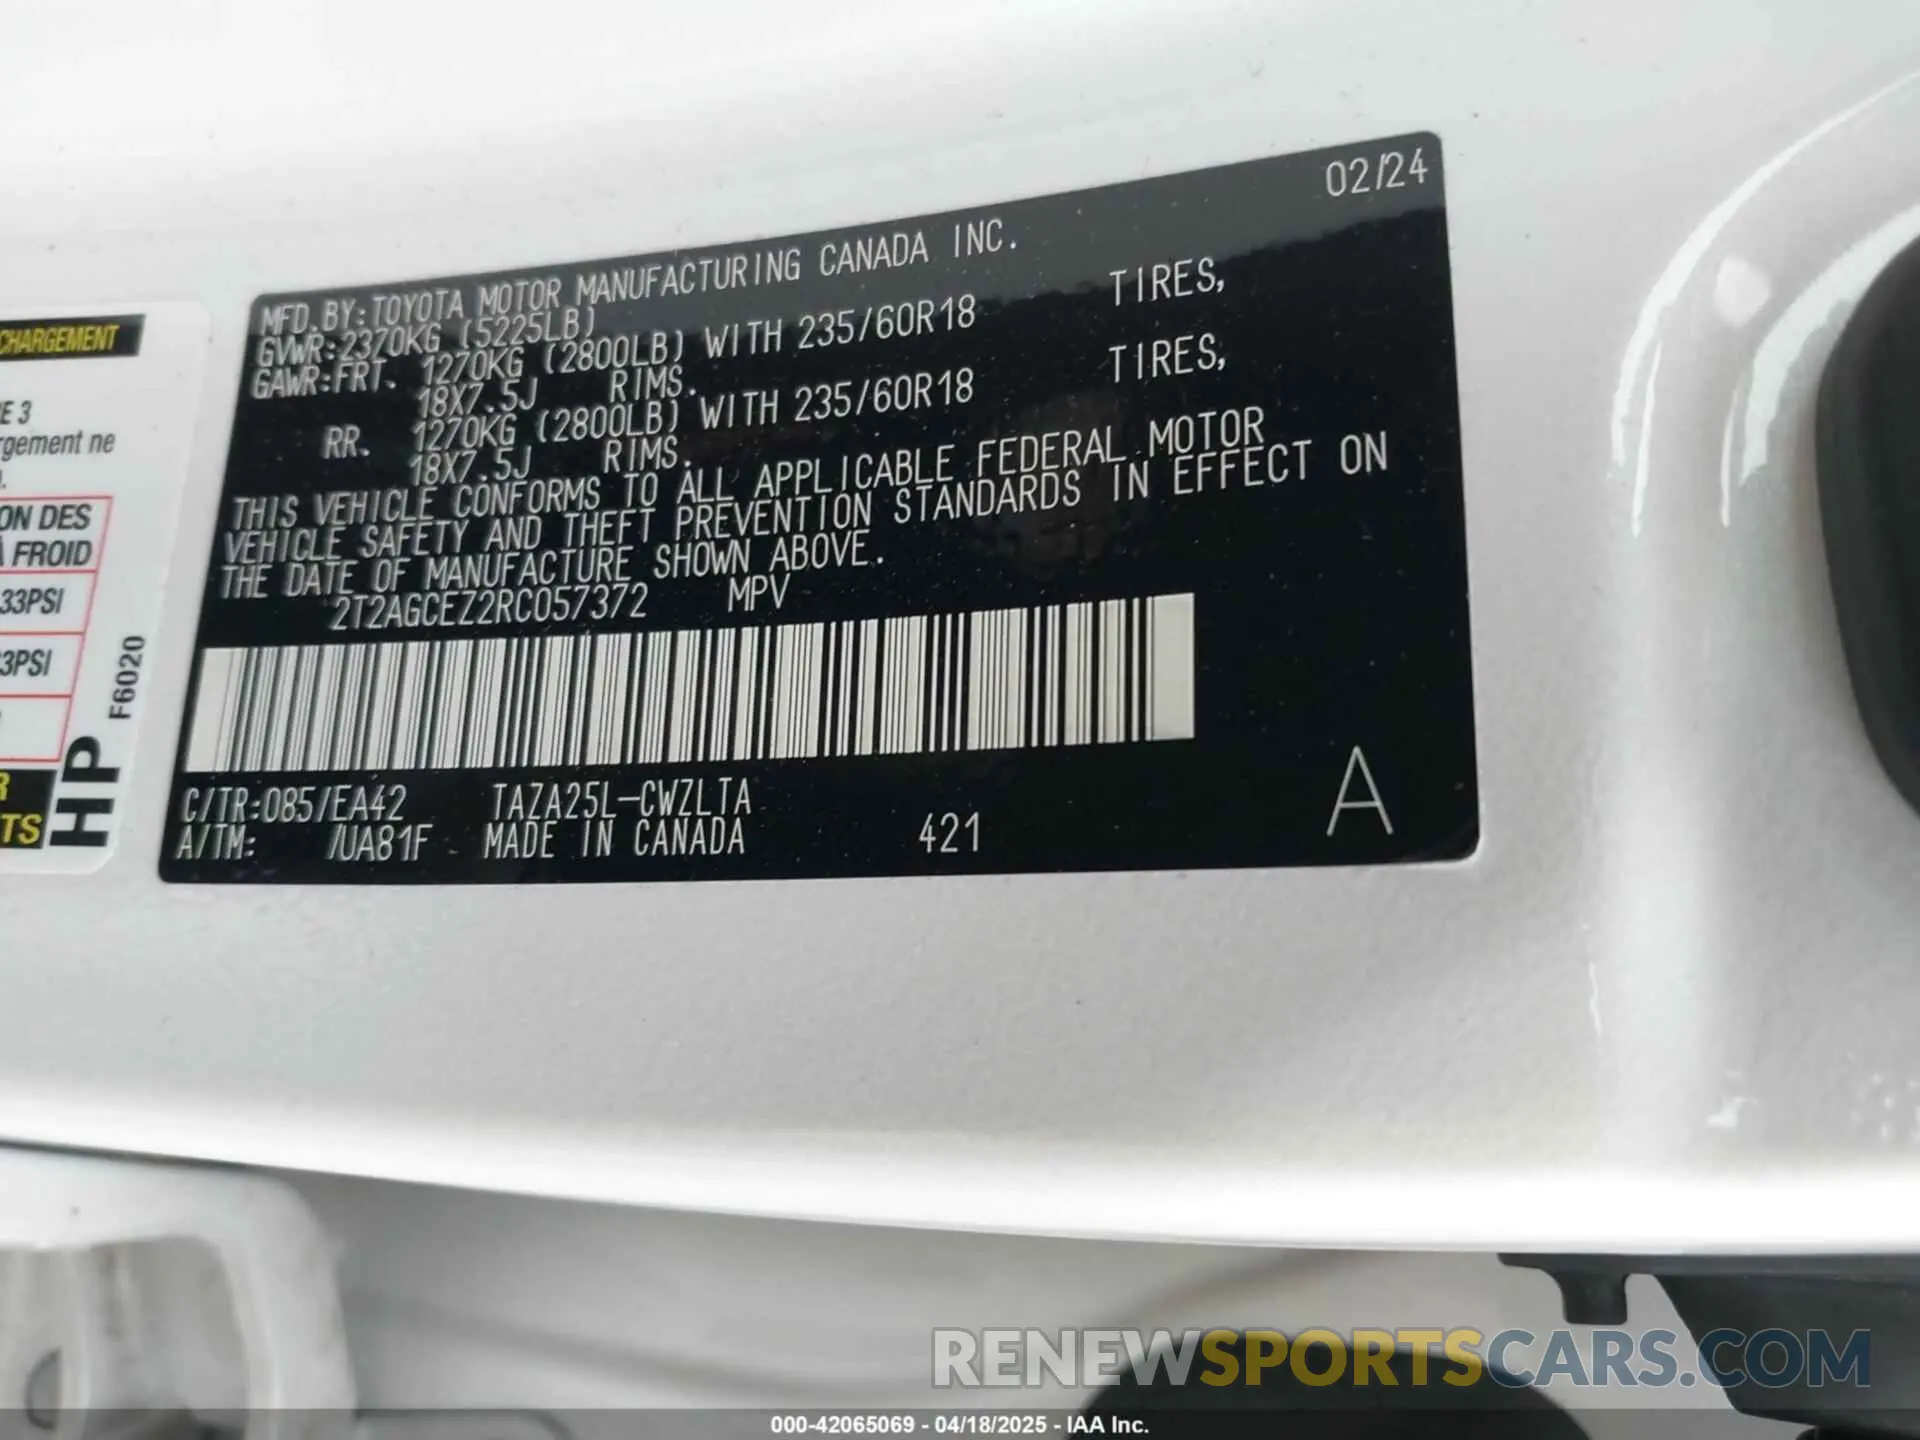 02/24
MFD.BY:TOYOTA MOTOR MANUFACTURING CANADA INC.
GVWR:2370KG (5225LB)
GAWR:FRT. 1270KG (2800LB) WITH 235/60R18 TIRES,
18X7.5J RIMS.
RR. 1270KG (2800LB) WITH 235/60R18 TIRES,
18X7.5J RIMS.
THIS VEHICLE CONFORMS TO ALL APPLICABLE FEDERAL MOTOR
VEHICLE SAFETY AND THEFT PREVENTION STANDARDS IN EFFECT ON
THE DATE OF MANUFACTURE SHOWN ABOVE.
2T2AGCEZ2RC057372 MPV
C/TR:085/EA42 TAZA25L-CWZLTA
A/TM: /UA81F MADE IN CANADA 421 A
CHARGEMENT
E 3
gement ne
ON DES
À FROID
33PSI
3PSI
R
TS
HP
F6020
RENEWSPORTSCARS.COM
000-42065069 - 04/18/2025 - IAA Inc.